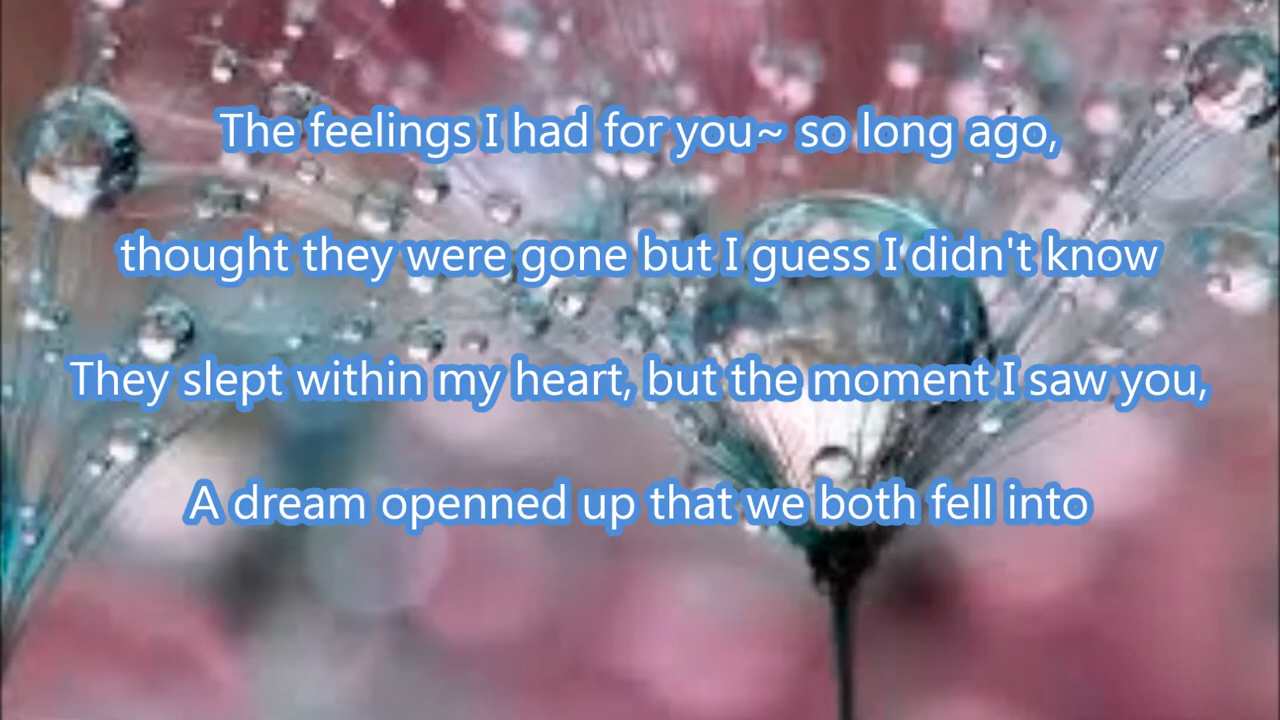 The feelings I had for you~ so long ago,
thought they were gone but I guess I didn't know
They slept within my heart, but the moment I saw you,
A dream openned up that we both fell into